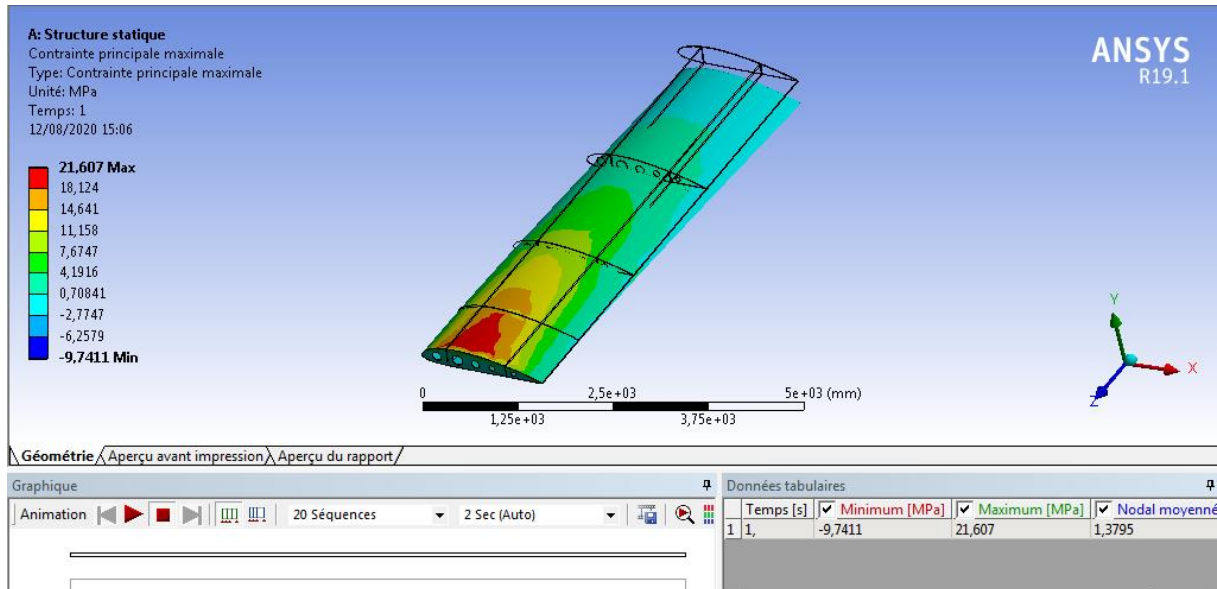 A: Structure statique
Contrainte principale maximale
Type: Contrainte principale maximale
Unité: MPa
Temps: 1
12/08/2020 15:06
21,607 Max
18,124
14,641
11,158
7,6747
4,1916
0,70841
-2,7747
-6,2579
-9,7411 Min
ANSYS
R19.1
Y
X
Z
0 2,5e+03 5e+03 (mm)
1,25e+03 3,75e+03
Géométrie Aperçu avant impression Aperçu du rapport
Graphique
Animation 20 Séquences 2 Sec (Auto)
Données tabulaires
Temps [s] Minimum [MPa] Maximum [MPa] Nodal moyenné
1 1, -9,7411 21,607 1,3795